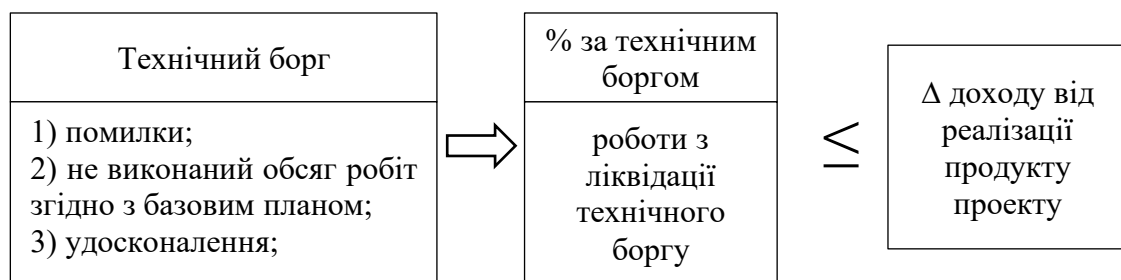 Технічний борг
1) помилки;
2) не виконаний обсяг робіт
згідно з базовим планом;
3) удосконалення;
% за технічним
боргом
роботи з
ліквідації
технічного
боргу
≤
Δ доходу від
реалізації
продукту
проекту